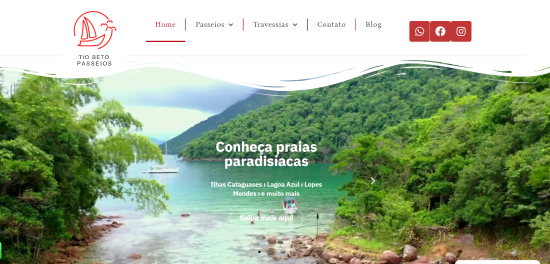 TIO BETO
PASSEIOS
Home
Passeios
Travessias
Contato
Blog
Conheça praias
paradisíacas
Ilhas Cataguases | Lagoa Azul | Lopes
Mendes e muito mais
Saiba mais aqui